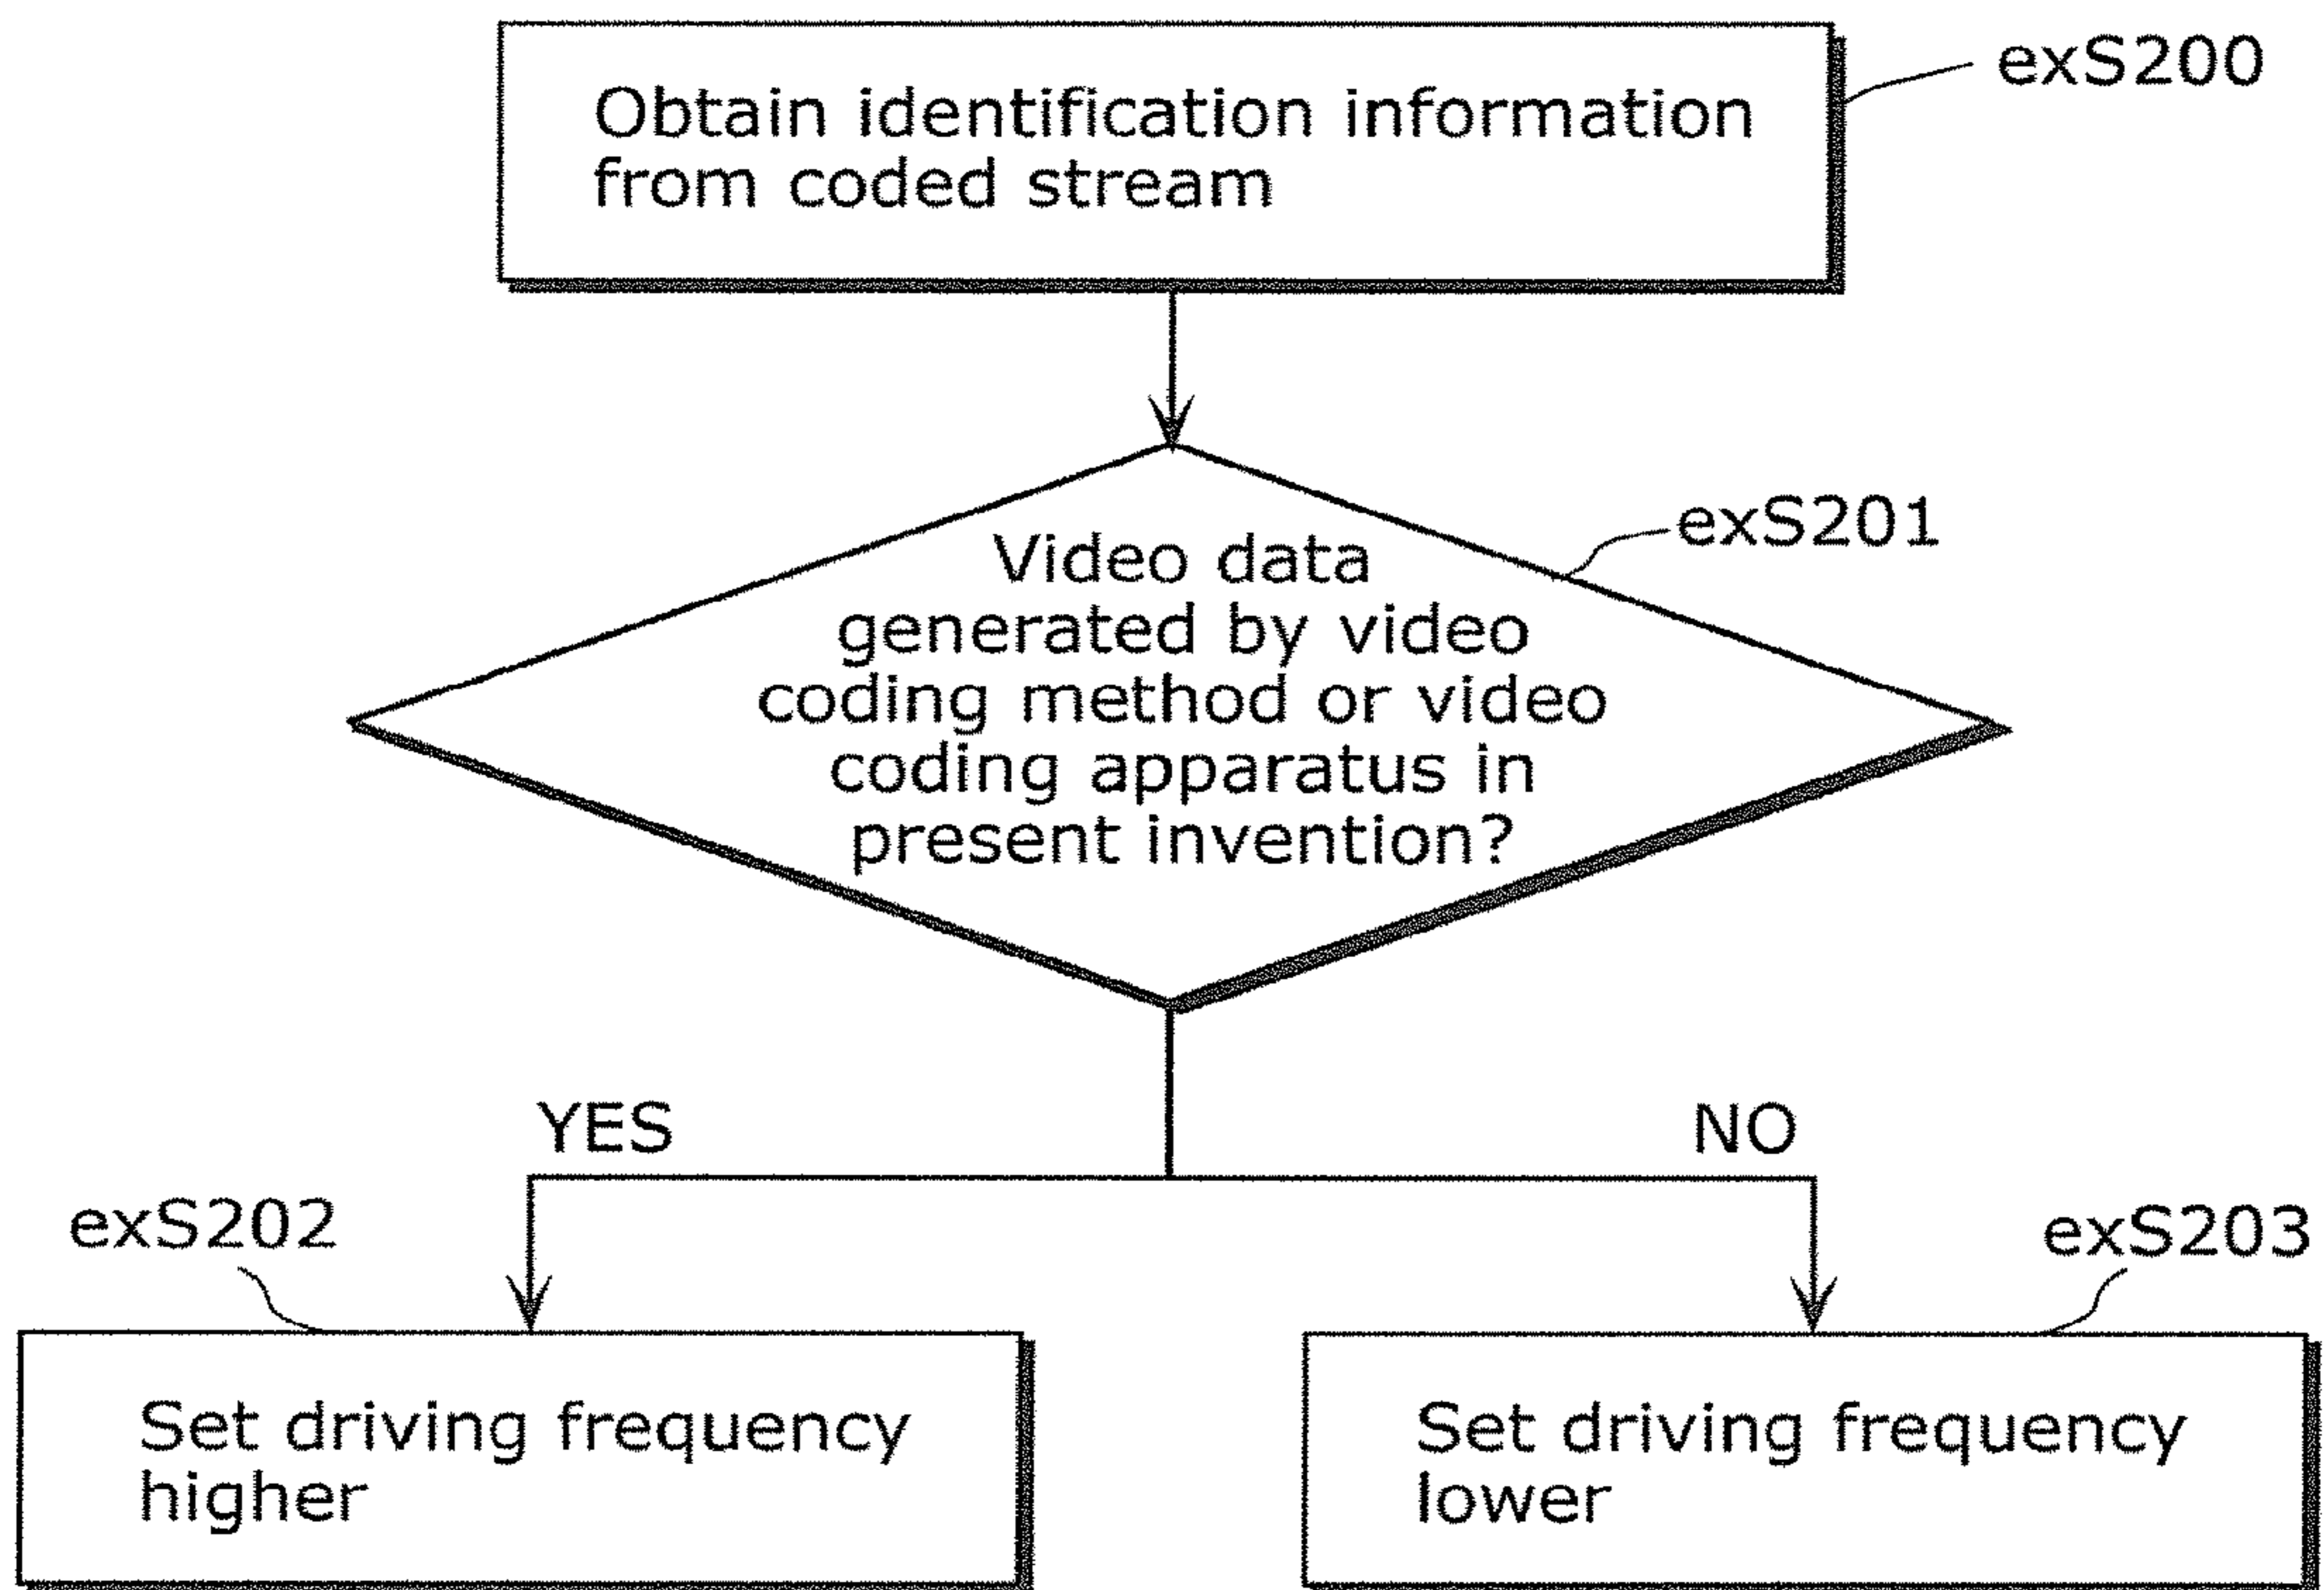 exS200
Obtain identification information
from coded stream
exS201
Video data
generated by video
coding method or video
coding apparatus in
present invention?
YES
NO
exS202
exS203
Set driving frequency
higher
Set driving frequency
lower